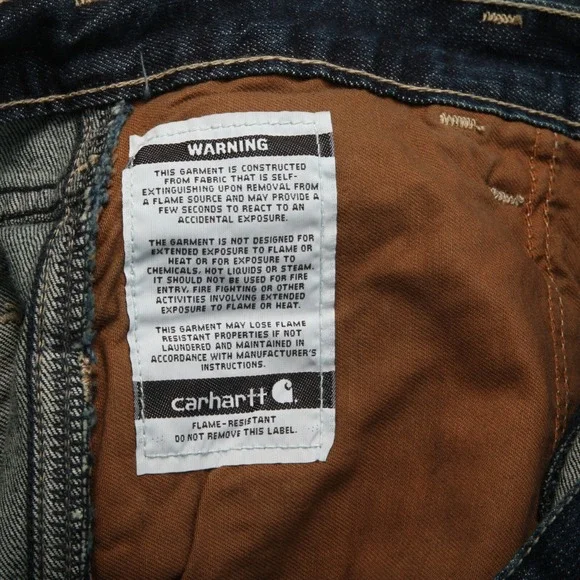 WARNING
THIS GARMENT IS CONSTRUCTED
FROM FABRIC THAT IS SELF-
EXTINGUISHING UPON REMOVAL FROM
A FLAME SOURCE AND MAY PROVIDE A
FEW SECONDS TO REACT TO AN
ACCIDENTAL EXPOSURE.
THE GARMENT IS NOT DESIGNED FOR
EXTENDED EXPOSURE TO FLAME OR
HEAT OR FOR EXPOSURE TO
CHEMICALS, HOT LIQUIDS OR STEAM.
IT SHOULD NOT BE USED FOR FIRE
ENTRY, FIRE FIGHTING OR OTHER
ACTIVITIES INVOLVING EXTENDED
EXPOSURE TO FLAME OR HEAT.
THIS GARMENT MAY LOSE FLAME
RESISTANT PROPERTIES IF NOT
LAUNDERED AND MAINTAINED IN
ACCORDANCE WITH MANUFACTURER'S
INSTRUCTIONS.
carhartt
FLAME-RESISTANT
DO NOT REMOVE THIS LABEL.